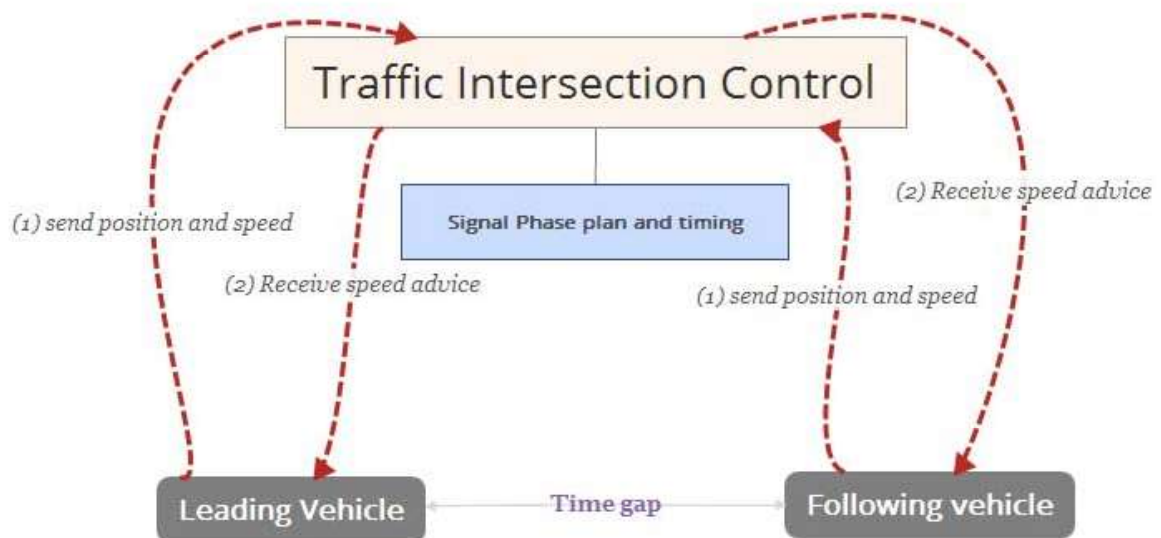 Traffic Intersection Control
Signal Phase plan and timing
(1) send position and speed
(2) Receive speed advice
(2) Receive speed advice
(1) send position and speed
Leading Vehicle
Time gap
Following vehicle